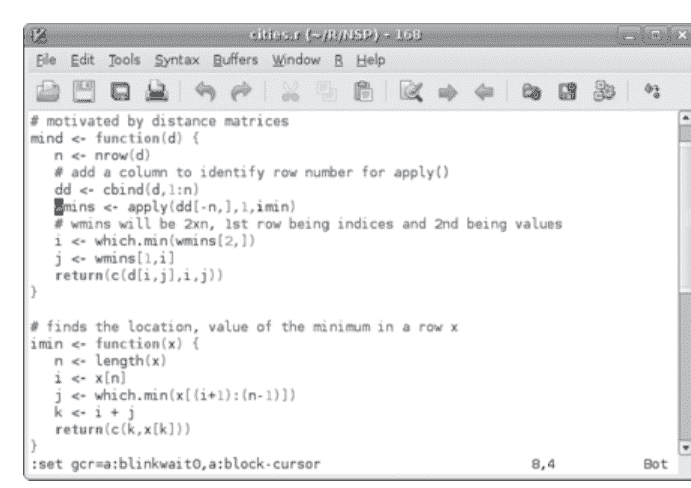 cities.r (~/R/NSP) - 168
File Edit Tools Syntax Buffers Window R Help
# motivated by distance matrices
mind <- function(d) {
   n <- nrow(d)
   # add a column to identify row number for apply()
   dd <- cbind(d,1:n)
   wmins <- apply(dd[-n,],1,imin)
   # wmins will be 2xn, 1st row being indices and 2nd being values
   i <- which.min(wmins[2,])
   j <- wmins[1,i]
   return(c(d[i,j],i,j))
}

# finds the location, value of the minimum in a row x
imin <- function(x) {
   n <- length(x)
   i <- x[n]
   j <- which.min(x[(i+1):(n-1)])
   k <- i + j
   return(c(k,x[k]))
}
:set gcr=a:blinkwait0,a:block-cursor 8,4 Bot